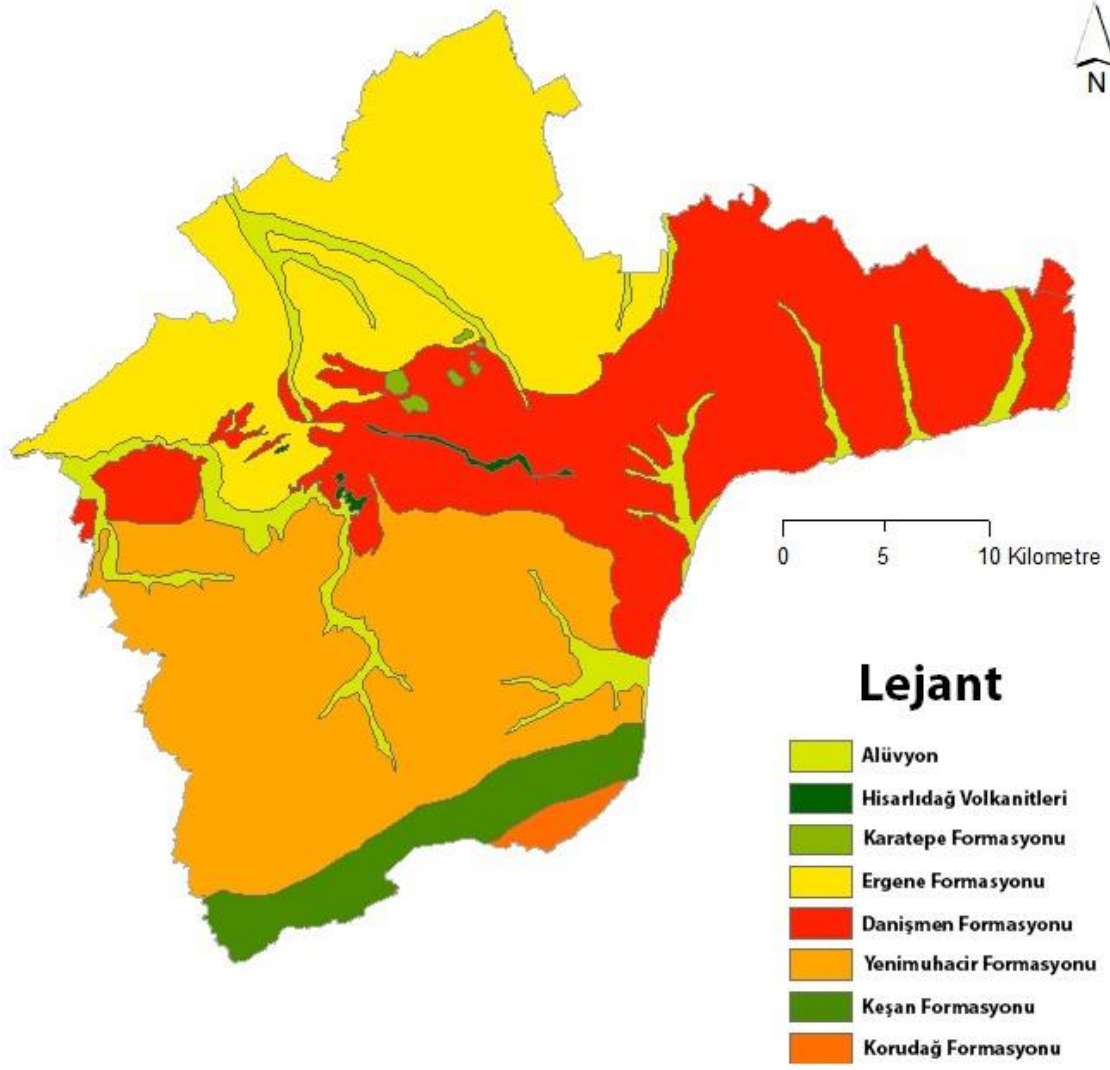 N
0 5 10 Kilometre
Lejant
Alüvyon
Hisarlıdağ Volkanitleri
Karatepe Formasyonu
Ergene Formasyonu
Danişmen Formasyonu
Yenimuhacir Formasyonu
Keşan Formasyonu
Korudağ Formasyonu